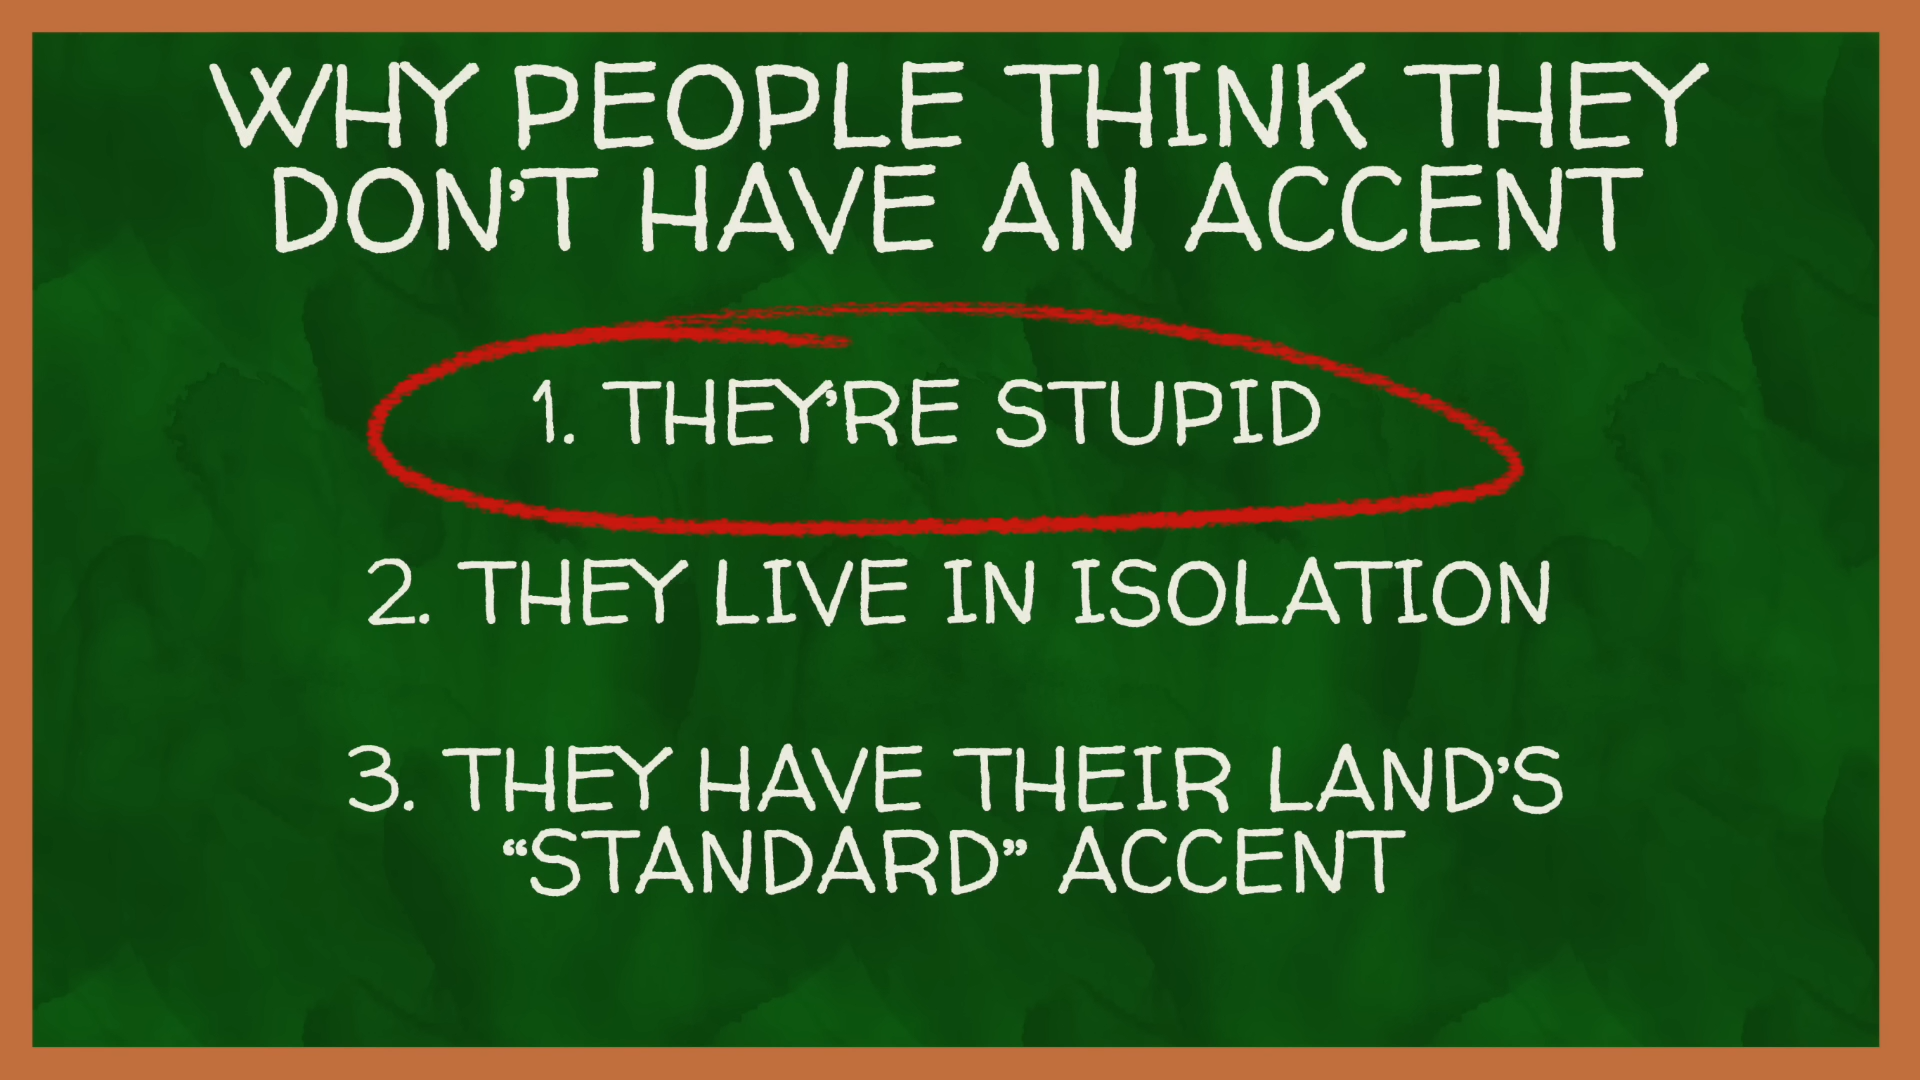 WHY PEOPLE THINK THEY
DON’T HAVE AN ACCENT
1. THEY’RE STUPID
2. THEY LIVE IN ISOLATION
3. THEY HAVE THEIR LAND’S
“STANDARD” ACCENT